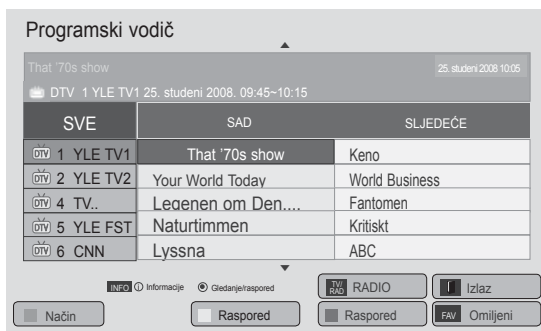 Programski vodič
That '70s show 25. studeni 2008 10:05
DTV 1 YLE TV1 25. studeni 2008. 09:45~10:15
SVE SAD SLJEDEĆE
DTV 1 YLE TV1 That '70s show Keno
DTV 2 YLE TV2 Your World Today World Business
DTV 4 TV.. Legenen om Den.... Fantomen
DTV 5 YLE FST Naturtimmen Kritiskt
DTV 6 CNN Lyssna ABC
INFO i Informacije Gledanje/raspored TV/RAD RADIO Izlaz
Način Raspored Raspored FAV Omiljeni